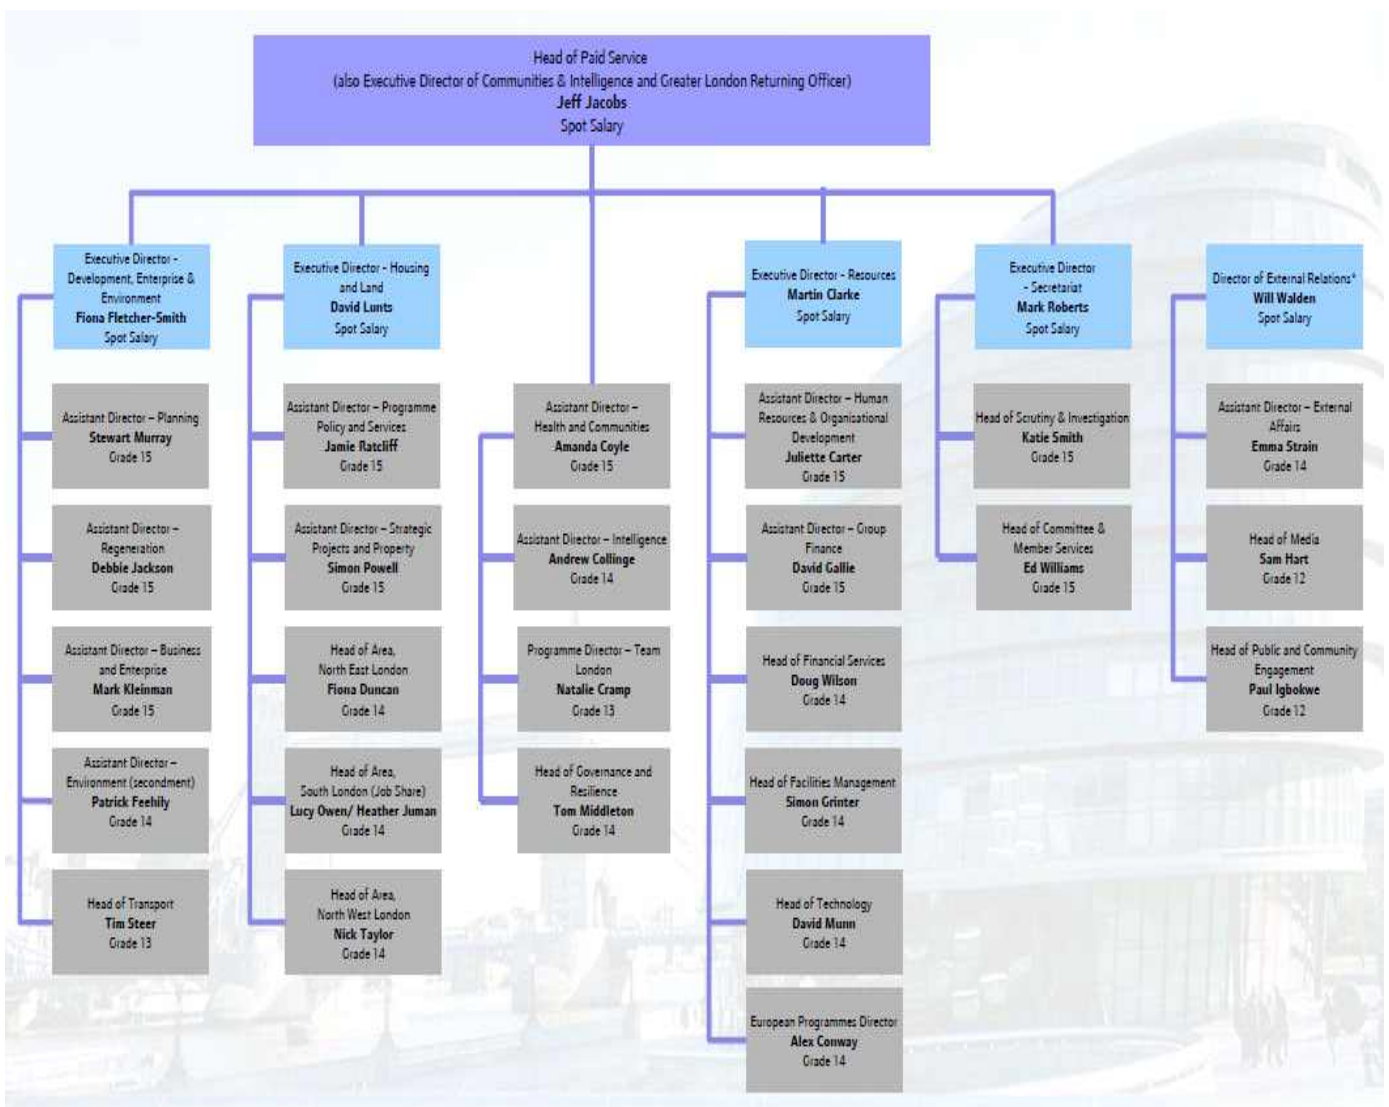 Head of Paid Service
(also Executive Director of Communities & Intelligence and Greater London Returning Officer)
Jeff Jacobs
Spot Salary
Executive Director -
Development, Enterprise &
Environment
Fiona Fletcher-Smith
Spot Salary
Assistant Director – Planning
Stewart Murray
Grade 15
Assistant Director –
Regeneration
Debbie Jackson
Grade 15
Assistant Director – Business
and Enterprise
Mark Kleinman
Grade 15
Assistant Director –
Environment (secondment)
Patrick Feehily
Grade 14
Head of Transport
Tim Steer
Grade 13
Executive Director - Housing
and Land
David Lunts
Spot Salary
Assistant Director – Programme
Policy and Services
Jamie Ratcliff
Grade 15
Assistant Director – Strategic
Projects and Property
Simon Powell
Grade 15
Head of Area,
North East London
Fiona Duncan
Grade 14
Head of Area,
South London (Job Share)
Lucy Owen/ Heather Juman
Grade 14
Head of Area,
North West London
Nick Taylor
Grade 14
Assistant Director –
Health and Communities
Amanda Coyle
Grade 15
Assistant Director – Intelligence
Andrew Collinge
Grade 14
Programme Director – Team
London
Natalie Cramp
Grade 13
Head of Governance and
Resilience
Tom Middleton
Grade 14
Executive Director - Resources
Martin Clarke
Spot Salary
Assistant Director – Human
Resources & Organisational
Development
Juliette Carter
Grade 15
Assistant Director – Group
Finance
David Gallie
Grade 15
Head of Financial Services
Doug Wilson
Grade 14
Head of Facilities Management
Simon Grinter
Grade 14
Head of Technology
David Munn
Grade 14
European Programmes Director
Alex Conway
Grade 14
Executive Director
- Secretariat
Mark Roberts
Spot Salary
Head of Scrutiny & Investigation
Katie Smith
Grade 15
Head of Committee &
Member Services
Ed Williams
Grade 15
Director of External Relations*
Will Walden
Spot Salary
Assistant Director – External
Affairs
Emma Strain
Grade 14
Head of Media
Sam Hart
Grade 12
Head of Public and Community
Engagement
Paul Igbokwe
Grade 12